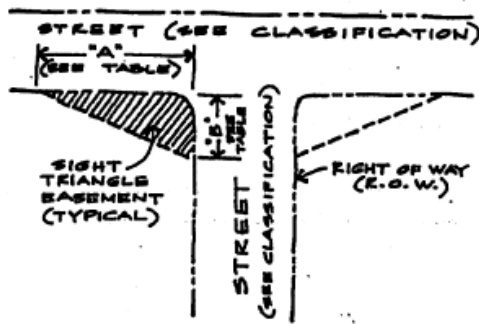 STREET (SEE CLASSIFICATION)
"A"
(SEE TABLE)
"B"
SEE
TABLE
SIGHT
TRIANGLE
EASEMENT
(TYPICAL)
STREET
(SEE CLASSIFICATION)
RIGHT OF WAY
(R.O.W.)